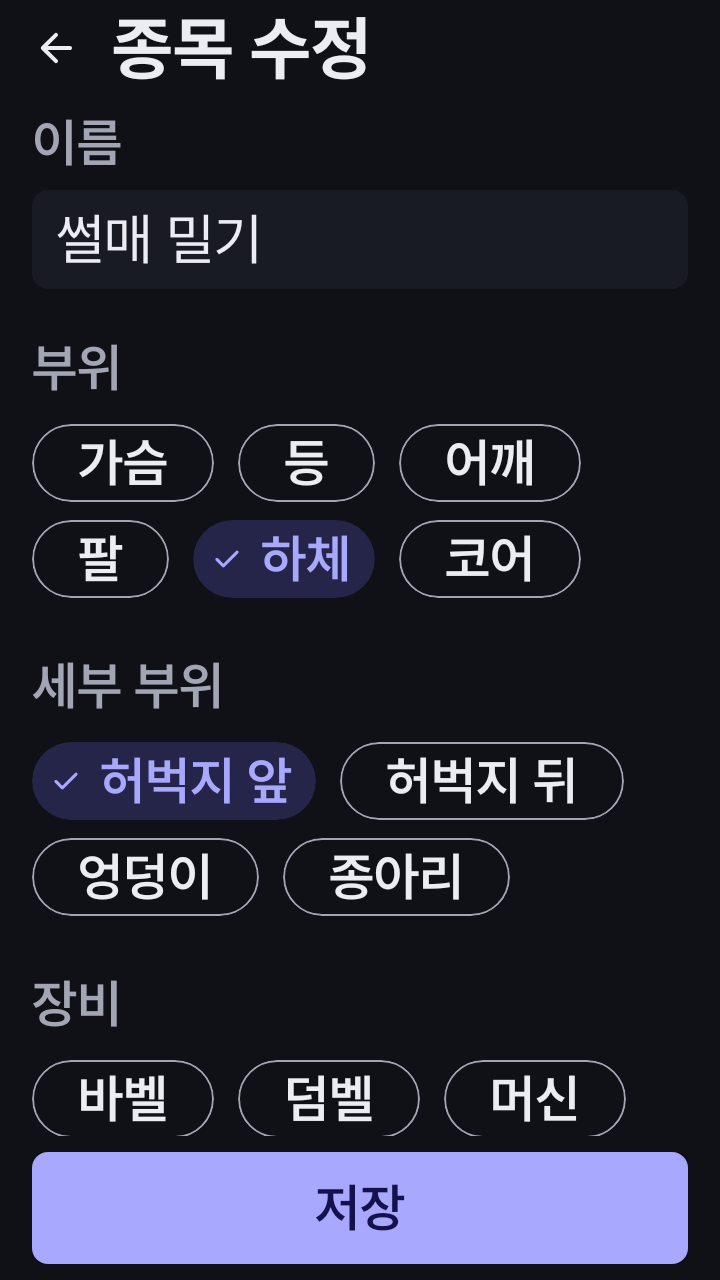 종목 수정
이름
썰매 밀기
부위
가슴 등 어깨
팔 하체 코어
세부 부위
허벅지 앞 허벅지 뒤
엉덩이 종아리
장비
바벨 덤벨 머신
저장